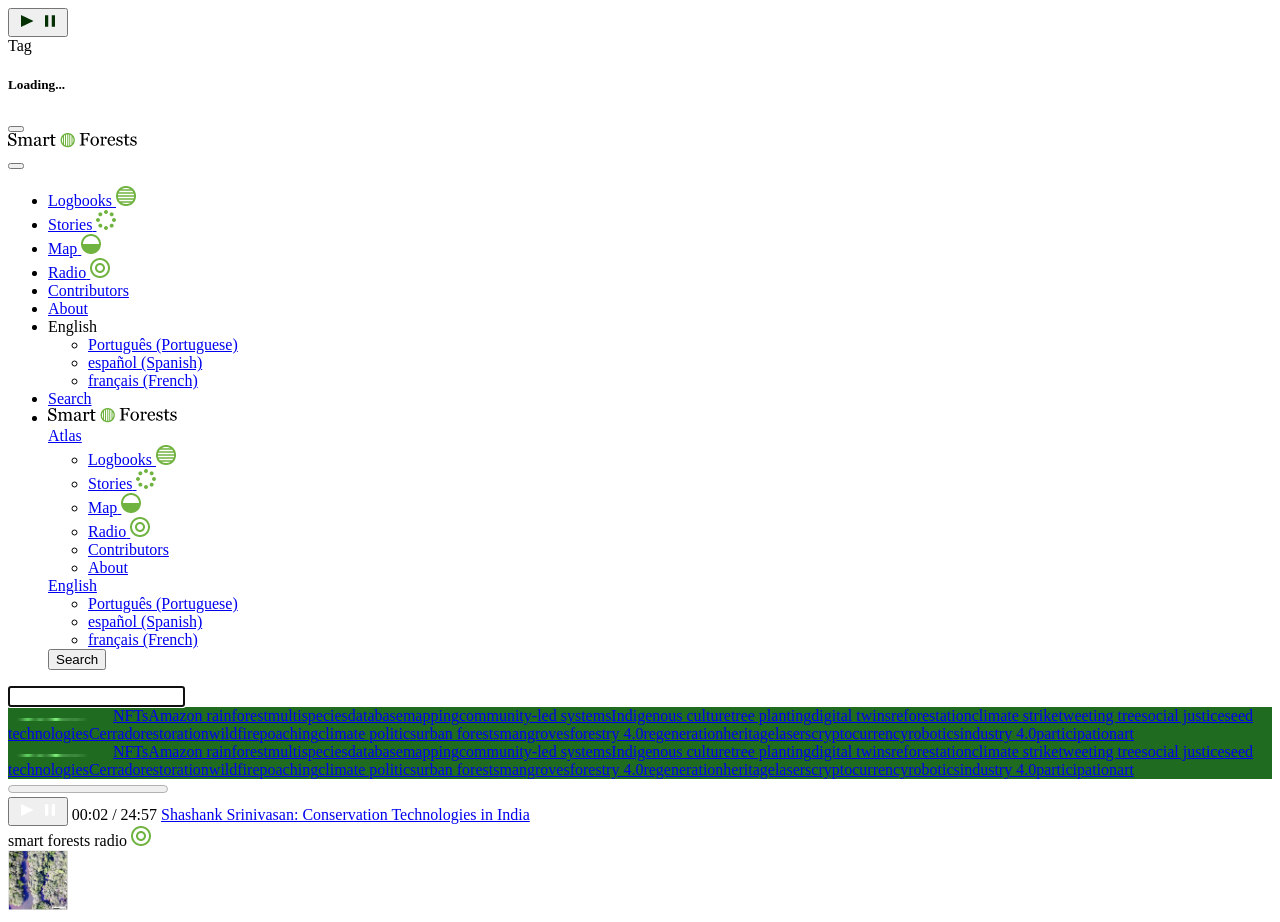 Tag
Loading...
Smart Forests
Logbooks
Stories
Map
Radio
Contributors
About
English
Português (Portuguese)
español (Spanish)
français (French)
Search
Smart Forests
Atlas
Logbooks
Stories
Map
Radio
Contributors
About
English
Português (Portuguese)
español (Spanish)
français (French)
Search
NFTsAmazon rainforestmultispeciesdatabasemappingcommunity-led systemsIndigenous culturetree plantingdigital twinsreforestationclimate striketweeting treesocial justiceseed
technologiesCerradorestorationwildfirepoachingclimate politicsurban forestsmangrovesforestry 4.0regenerationheritagelaserscryptocurrencyroboticsindustry 4.0participationart
NFTsAmazon rainforestmultispeciesdatabasemappingcommunity-led systemsIndigenous culturetree plantingdigital twinsreforestationclimate striketweeting treesocial justiceseed
technologiesCerradorestorationwildfirepoachingclimate politicsurban forestsmangrovesforestry 4.0regenerationheritagelaserscryptocurrencyroboticsindustry 4.0participationart
00:02 / 24:57 Shashank Srinivasan: Conservation Technologies in India
smart forests radio